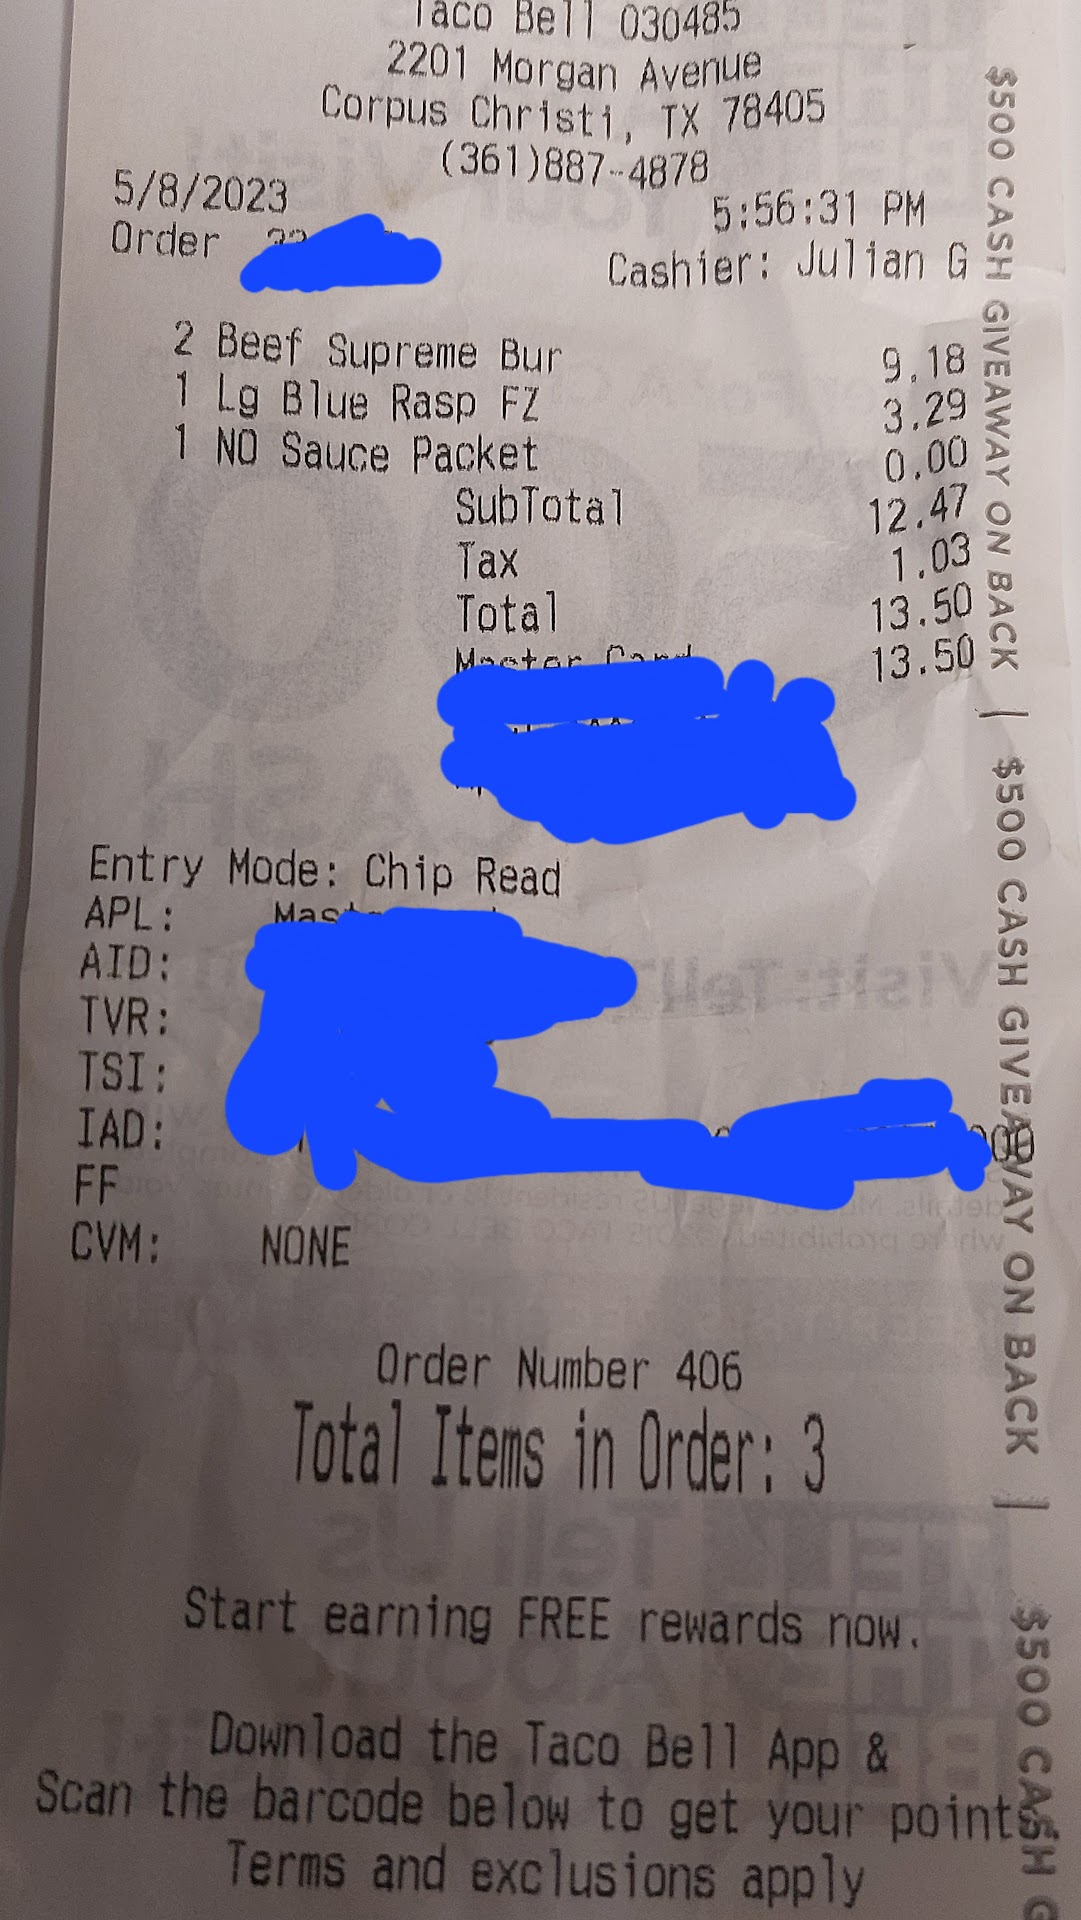 Taco Bell 030485
2201 Morgan Avenue
Corpus Christi, TX 78405
(361)887-4878
5/8/2023 5:56:31 PM
Order Cashier: Julian G
2 Beef Supreme Bur 9.18
1 Lg Blue Rasp FZ 3.29
1 NO Sauce Packet 0.00
SubTotal 12.47
Tax 1.03
Total 13.50
Master Card 13.50
Entry Mode: Chip Read
APL:
AID:
TVR:
TSI:
IAD:
FF
CVM: NONE
Order Number 406
Total Items in Order: 3
Start earning FREE rewards now.
Download the Taco Bell App &
Scan the barcode below to get your points.
Terms and exclusions apply
$500 CASH GIVEAWAY ON BACK | $500 CASH GIVEAWAY ON BACK | $500 CASH G